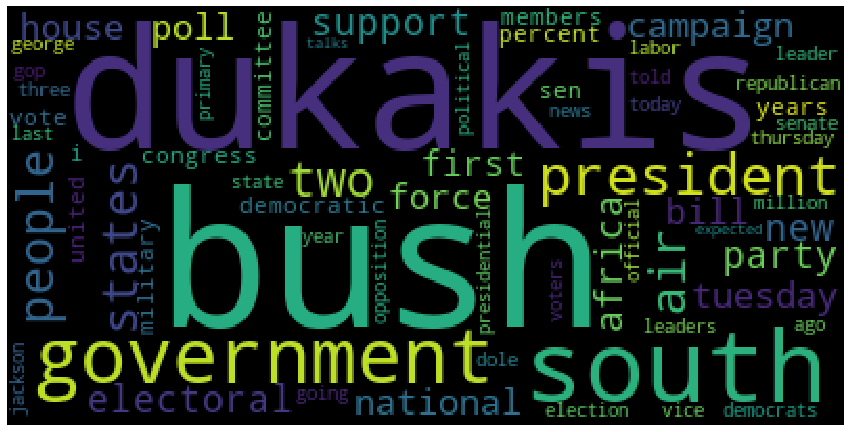 house
poll
support
members
campaign
george
talks
percent
labor
leader
gop
dukakis
primary
committee
political
sen
told
republican
three
news
today
years
vote
senate
last
thursday
i
congress
first
people
states
united
state
two
president
force
democratic
bill
million
military
year
opposition
presidential
africa
official
air
expected
new
bush
voters
party
tuesday
leaders
ago
government
south
dole
jackson
electoral
going
national
election
vice
democrats